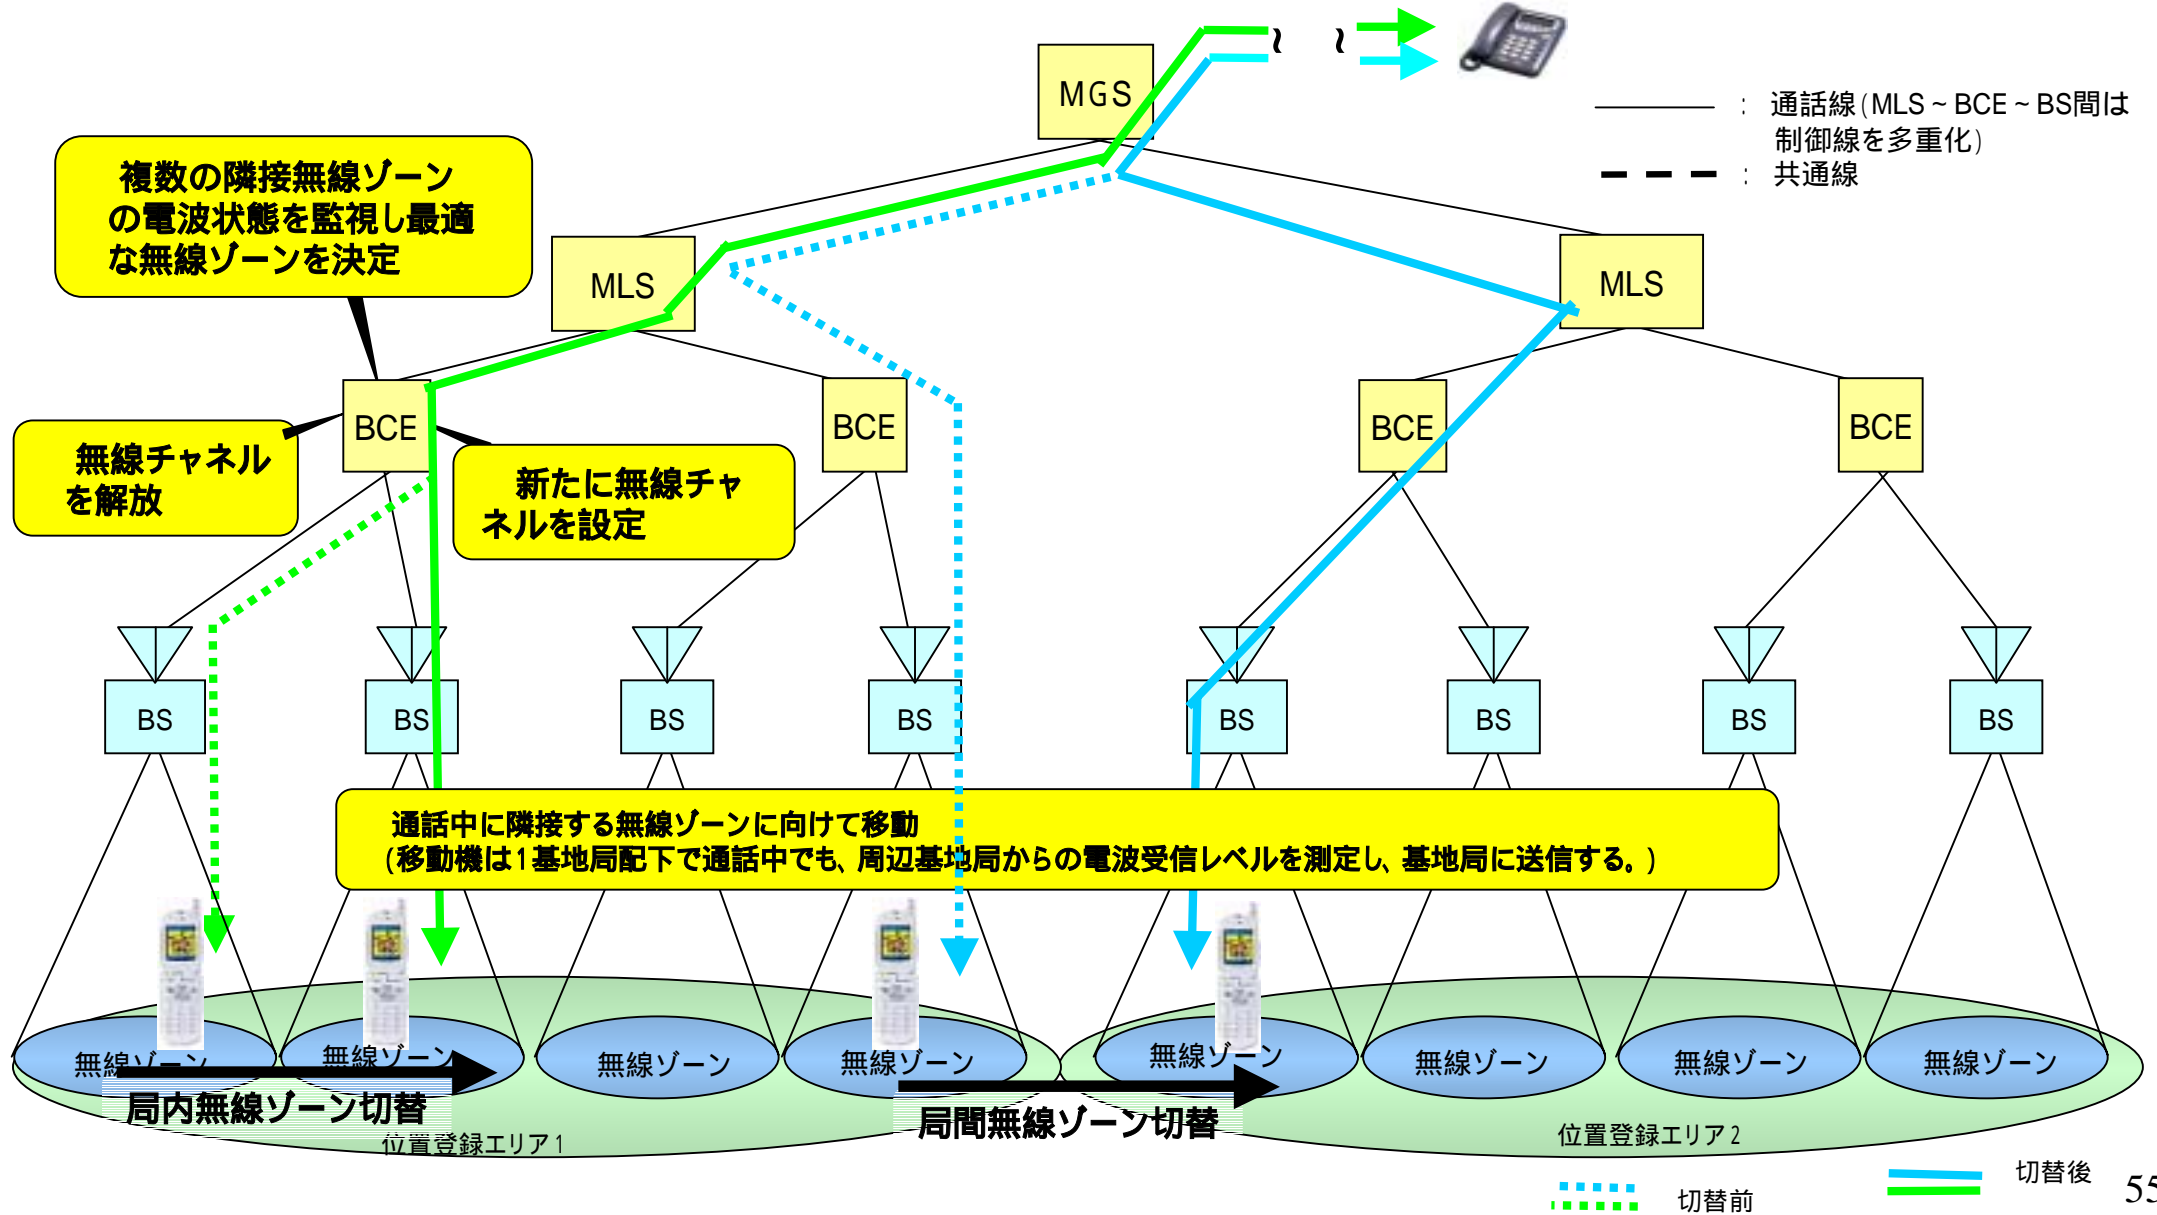 MGS
: 通話線(MLS~BCE~BS間は
制御線を多重化)
: 共通線
複数の隣接無線ゾーン
の電波状態を監視し最適
な無線ゾーンを決定
MLS
MLS
BCE
BCE
BCE
BCE
無線チャネル
を解放
新たに無線チャ
ネルを設定
BS
BS
BS
BS
BS
BS
BS
BS
通話中に隣接する無線ゾーンに向けて移動
(移動機は1基地局配下で通話中でも、周辺基地局からの電波受信レベルを測定し、基地局に送信する。)
無線ゾーン
無線ゾーン
無線ゾーン
無線ゾーン
無線ゾーン
無線ゾーン
無線ゾーン
無線ゾーン
局内無線ゾーン切替
局間無線ゾーン切替
位置登録エリア1
位置登録エリア2
切替前
切替後
55